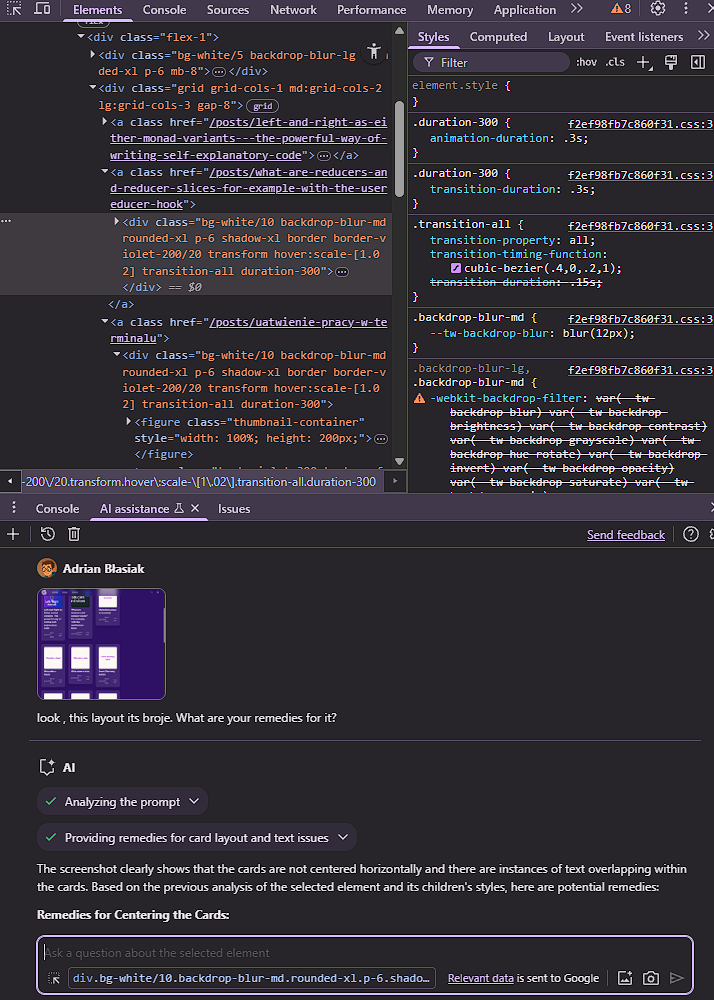 Elements Console Sources Network Performance Memory Application 8
flex
<div class="flex-1">
<div class="bg-white/5 backdrop-blur-lg
ded-xl p-6 mb-8"> </div>
<div class="grid grid-cols-1 md:grid-cols-2
lg:grid-cols-3 gap-8"> grid
<a class href="/posts/left-and-right-as-ei
ther-monad-variants---the-powerful-way-of-
writing-self-explanatory-code"> </a>
<a class href="/posts/what-are-reducers-an
d-reducer-slices-for-example-with-the-user
educer-hook">
<div class="bg-white/10 backdrop-blur-md
rounded-xl p-6 shadow-xl border border-v
iolet-200/20 transform hover:scale-[1.0
2] transition-all duration-300">
</div> == $0
</a>
<a class href="/posts/uatwienie-pracy-w-te
rminalu">
<div class="bg-white/10 backdrop-blur-md
rounded-xl p-6 shadow-xl border border-v
iolet-200/20 transform hover:scale-[1.0
2] transition-all duration-300">
<figure class="thumbnail-container"
style="width: 100%; height: 200px;">
</figure>
-200\/20.transform.hover\:scale-\[1\.02\].transition-all.duration-300
Styles Computed Layout Event listeners
Filter :hov .cls
element.style {
}
.duration-300 { f2ef98fb7c860f31.css:3
animation-duration: .3s;
}
.duration-300 { f2ef98fb7c860f31.css:3
transition-duration: .3s;
}
.transition-all { f2ef98fb7c860f31.css:3
transition-property: all;
transition-timing-function:
cubic-bezier(.4,0,.2,1);
transition-duration: .15s;
}
.backdrop-blur-md { f2ef98fb7c860f31.css:3
--tw-backdrop-blur: blur(12px);
}
.backdrop-blur-lg, f2ef98fb7c860f31.css:3
.backdrop-blur-md {
-webkit-backdrop-filter: var(--tw-
backdrop-blur) var(--tw-backdrop-
brightness) var(--tw-backdrop-contrast)
var(--tw-backdrop-grayscale) var(--tw-
backdrop-hue-rotate) var(--tw-backdrop-
invert) var(--tw-backdrop-opacity)
var(--tw-backdrop-saturate) var(--tw-
Console AI assistance Issues
Send feedback
Adrian Błasiak
look , this layout its broje. What are your remedies for it?
AI
Analyzing the prompt
Providing remedies for card layout and text issues
The screenshot clearly shows that the cards are not centered horizontally and there are instances of text overlapping within
the cards. Based on the previous analysis of the selected element and its children's styles, here are potential remedies:
Remedies for Centering the Cards:
Ask a question about the selected element
div.bg-white/10.backdrop-blur-md.rounded-xl.p-6.shado... Relevant data is sent to Google